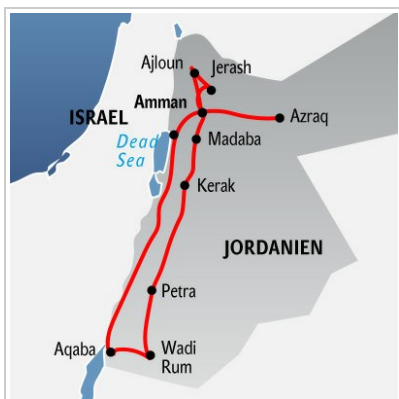 Ajloun
Jerash
ISRAEL
Amman
Azraq
Dead
Sea
Madaba
Kerak
JORDANIEN
Petra
Aqaba
Wadi
Rum